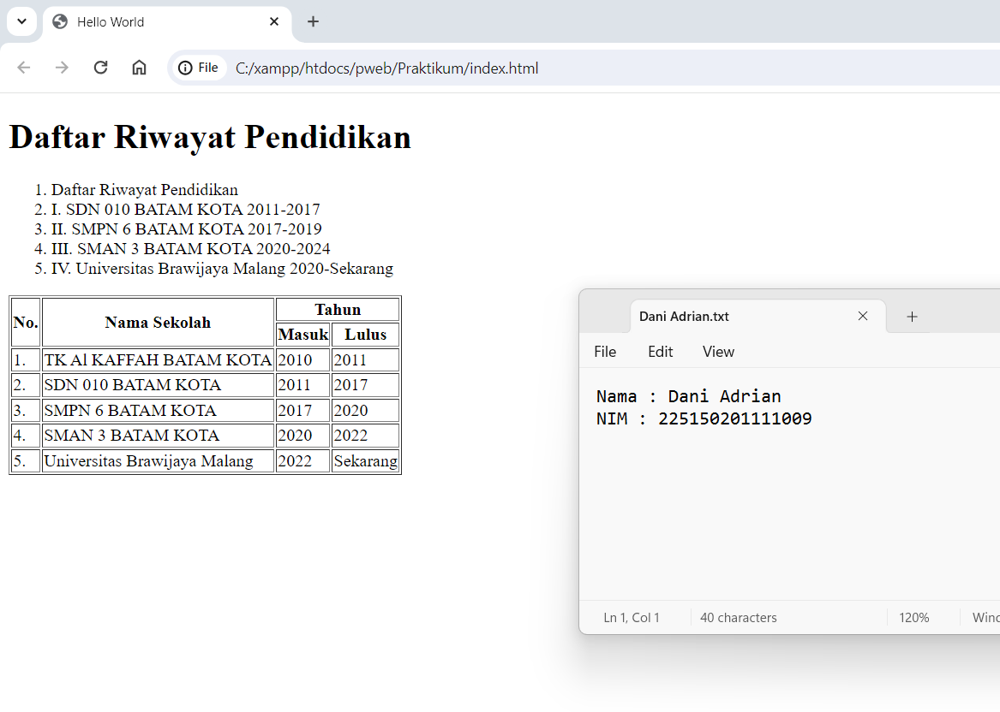 Hello World
File C:/xampp/htdocs/pweb/Praktikum/index.html
Daftar Riwayat Pendidikan
1. Daftar Riwayat Pendidikan
2. I. SDN 010 BATAM KOTA 2011-2017
3. II. SMPN 6 BATAM KOTA 2017-2019
4. III. SMAN 3 BATAM KOTA 2020-2024
5. IV. Universitas Brawijaya Malang 2020-Sekarang
No. Nama Sekolah Tahun
Masuk Lulus
1. TK Al KAFFAH BATAM KOTA 2010 2011
2. SDN 010 BATAM KOTA 2011 2017
3. SMPN 6 BATAM KOTA 2017 2020
4. SMAN 3 BATAM KOTA 2020 2022
5. Universitas Brawijaya Malang 2022 Sekarang
Dani Adrian.txt
File Edit View
Nama : Dani Adrian
NIM : 225150201111009
Ln 1, Col 1 40 characters 120%